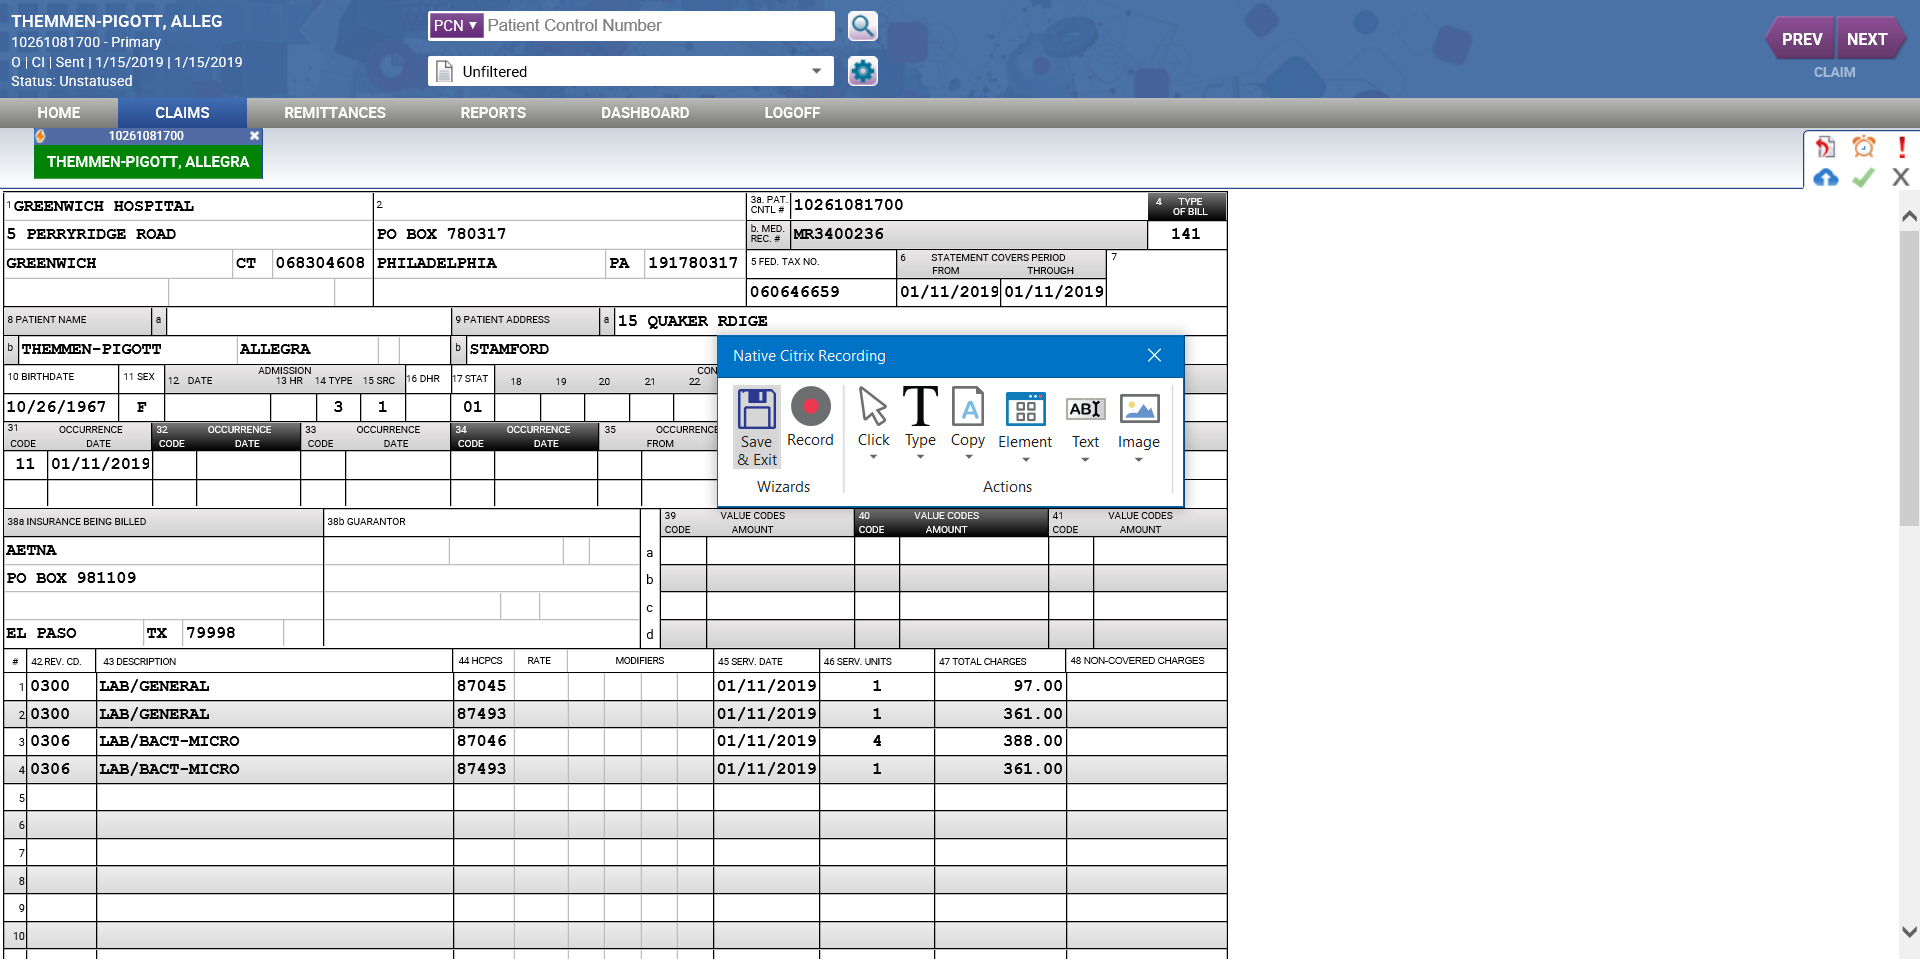 THEMMEN-PIGOTT, ALLEG
10261081700 - Primary
O | CI | Sent | 1/15/2019 | 1/15/2019
Status: Unstatused
PCN ▾ Patient Control Number
Unfiltered
PREV NEXT
CLAIM
HOME CLAIMS REMITTANCES REPORTS DASHBOARD LOGOFF
10261081700
THEMMEN-PIGOTT, ALLEGRA
1 GREENWICH HOSPITAL 2 3a. PAT. CNTL # 10261081700 4 TYPE OF BILL
5 PERRYRIDGE ROAD PO BOX 780317 b. MED. REC. # MR3400236 141
GREENWICH CT 068304608 PHILADELPHIA PA 191780317 5 FED. TAX NO. 6 STATEMENT COVERS PERIOD FROM THROUGH 7
060646659 01/11/2019 01/11/2019
8 PATIENT NAME a 9 PATIENT ADDRESS a 15 QUAKER RDIGE
b THEMMEN-PIGOTT ALLEGRA b STAMFORD
10 BIRTHDATE 11 SEX 12 DATE ADMISSION 13 HR 14 TYPE 15 SRC 16 DHR 17 STAT 18 19 20 21 22 CON
10/26/1967 F 3 1 01
31 OCCURRENCE CODE DATE 32 OCCURRENCE CODE DATE 33 OCCURRENCE CODE DATE 34 OCCURRENCE CODE DATE 35 OCCURRENC FROM
11 01/11/2019
Native Citrix Recording
Save & Exit Record Click Type Copy Element Text Image
Wizards Actions
38a INSURANCE BEING BILLED 38b GUARANTOR 39 VALUE CODES CODE AMOUNT 40 VALUE CODES CODE AMOUNT 41 VALUE CODES CODE AMOUNT
AETNA a
PO BOX 981109 b
c
EL PASO TX 79998 d
# 42 REV. CD. 43 DESCRIPTION 44 HCPCS RATE MODIFIERS 45 SERV. DATE 46 SERV. UNITS 47 TOTAL CHARGES 48 NON-COVERED CHARGES
1 0300 LAB/GENERAL 87045 01/11/2019 1 97.00
2 0300 LAB/GENERAL 87493 01/11/2019 1 361.00
3 0306 LAB/BACT-MICRO 87046 01/11/2019 4 388.00
4 0306 LAB/BACT-MICRO 87493 01/11/2019 1 361.00
5
6
7
8
9
10